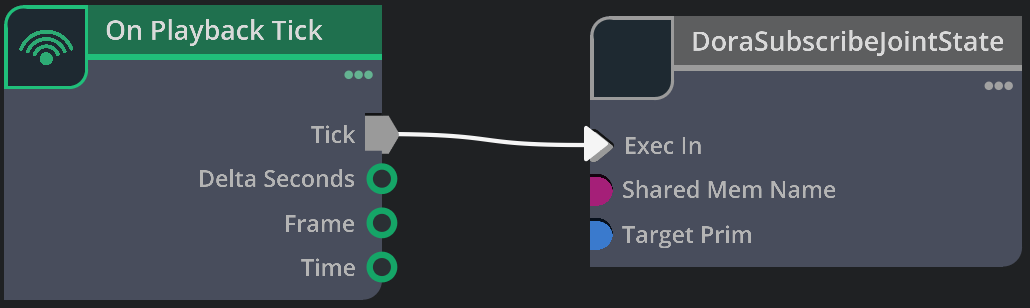 On Playback Tick
Tick
Delta Seconds
Frame
Time
DoraSubscribeJointState
Exec In
Shared Mem Name
Target Prim